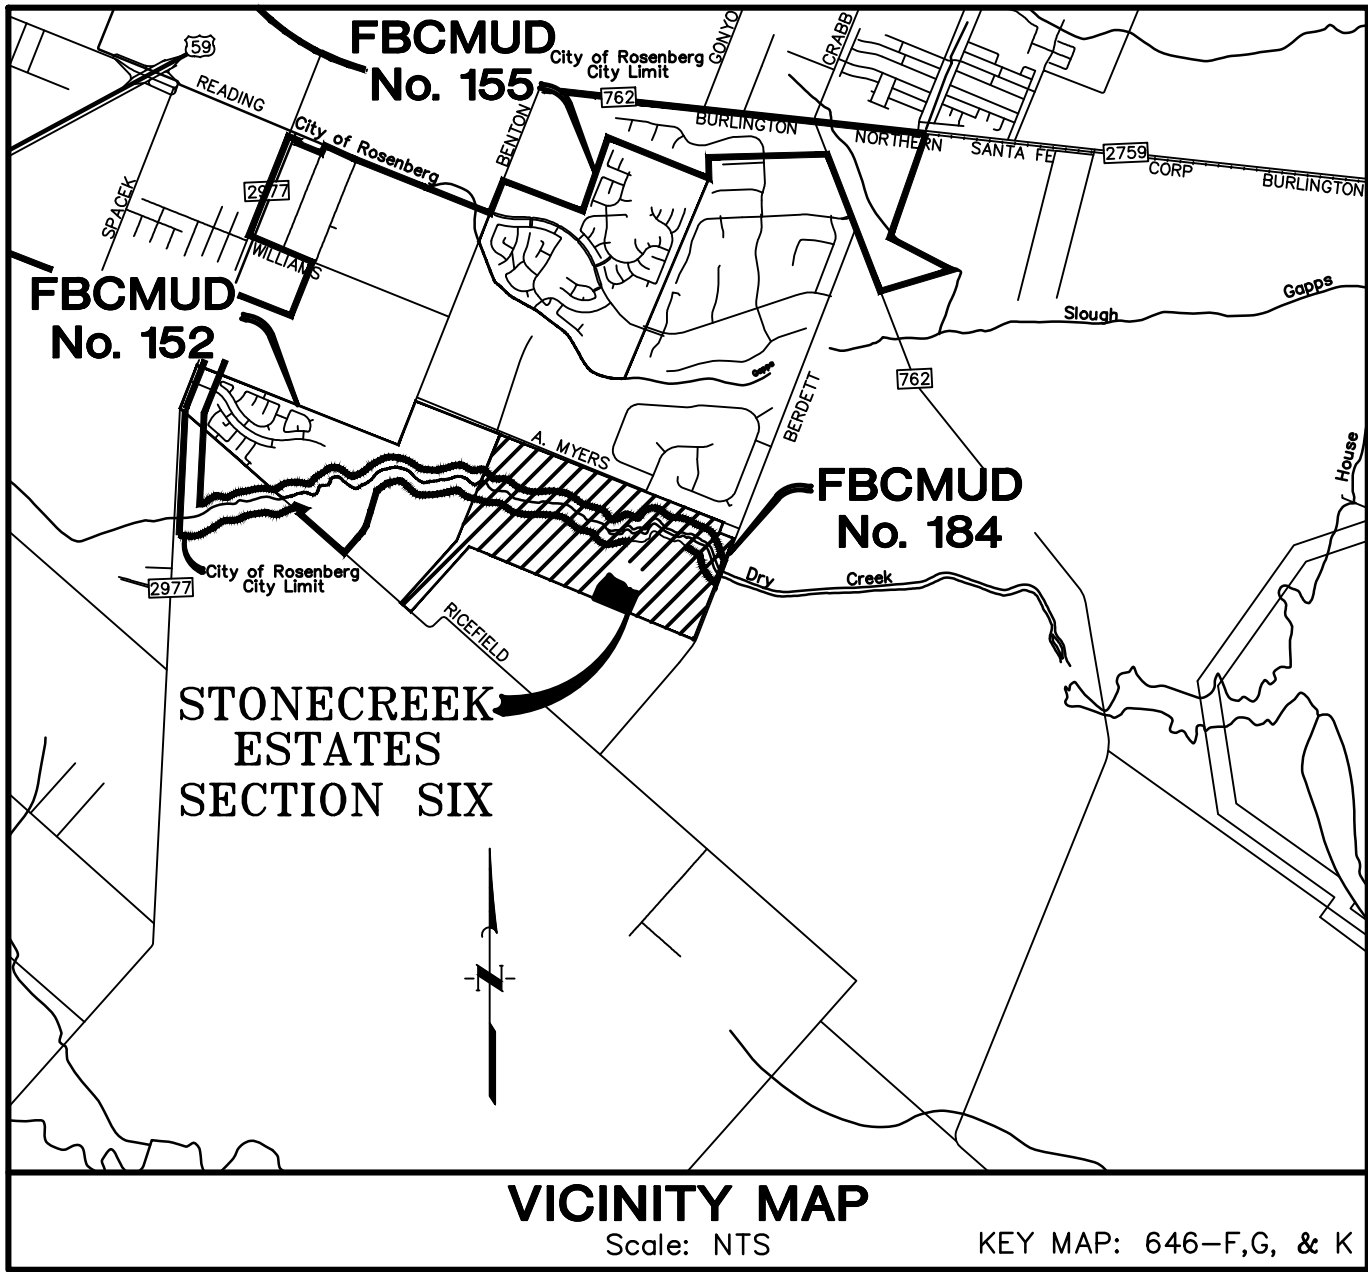 FBCMUD
No. 155
City of Rosenberg
City Limit
GONYO
CRABB
59
READING
762
BURLINGTON
NORTHERN
SANTA FE
2759
CORP
BURLINGTON
City of Rosenberg
BENTON
2977
SPACEK
WILLIAMS
FBCMUD
No. 152
Gapps
Slough
Gapps
762
BERDETT
A. MYERS
House
FBCMUD
No. 184
City of Rosenberg
City Limit
2977
Dry
Creek
RICEFIELD
STONECREEK
ESTATES
SECTION SIX
N
VICINITY MAP
Scale: NTS
KEY MAP: 646-F,G, & K